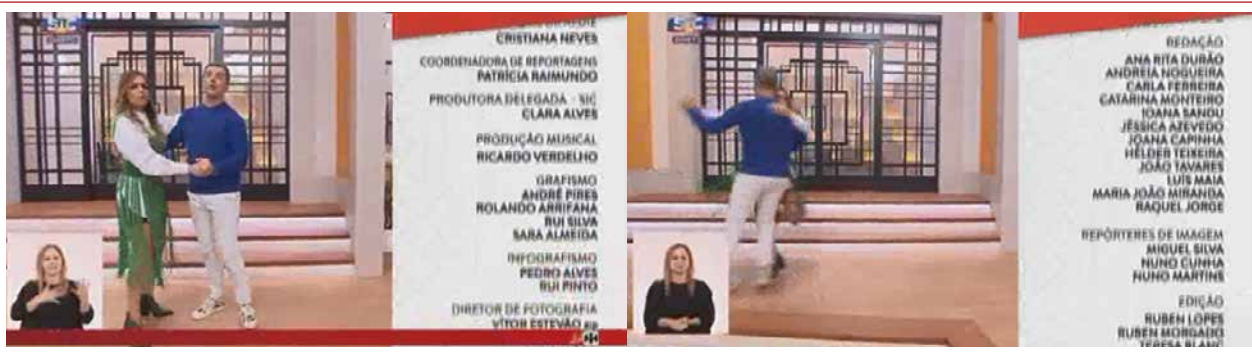 SIC
CRISTIANA NEVES
COORDENADORA DE REPORTAGENS
PATRÍCIA RAIMUNDO
PRODUTORA DELEGADA - SIC
CLARA ALVES
PRODUÇÃO MUSICAL
RICARDO VERDELHO
GRAFISMO
ANDRÉ PIRES
ROLANDO ARRIFANA
RUI SILVA
SARA ALMEIDA
INFOGRAFISMO
PEDRO ALVES
RUI PINTO
DIRETOR DE FOTOGRAFIA
VÍTOR ESTEVÃO
SIC
REDAÇÃO
ANA RITA DURÃO
ANDREIA NOGUEIRA
CARLA FERREIRA
CATARINA MONTEIRO
IOANA SANDU
JÉSSICA AZEVEDO
JOANA CAPINHA
HÉLDER TEIXEIRA
JOÃO TAVARES
LUÍS MAIA
MARIA JOÃO MIRANDA
RAQUEL JORGE
REPÓRTERES DE IMAGEM
MIGUEL SILVA
NUNO CUNHA
NUNO MARTINS
EDIÇÃO
RUBEN LOPES
RUBEN MORGADO
TERESA BLANC